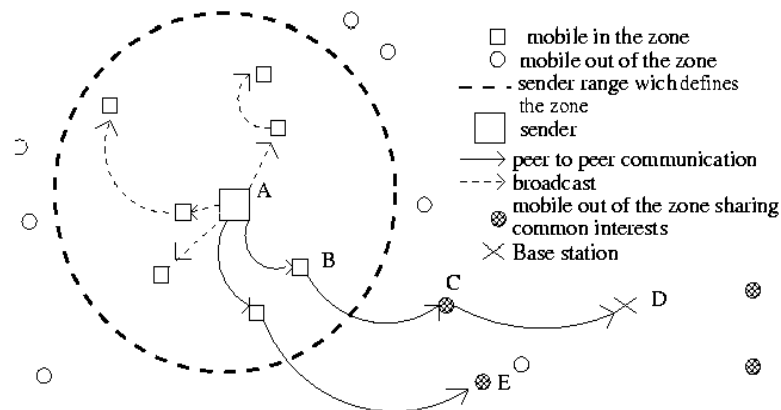 mobile in the zone
mobile out of the zone
sender range wich defines
the zone
sender
peer to peer communication
broadcast
mobile out of the zone sharing
common interests
Base station
A
B
C
D
E